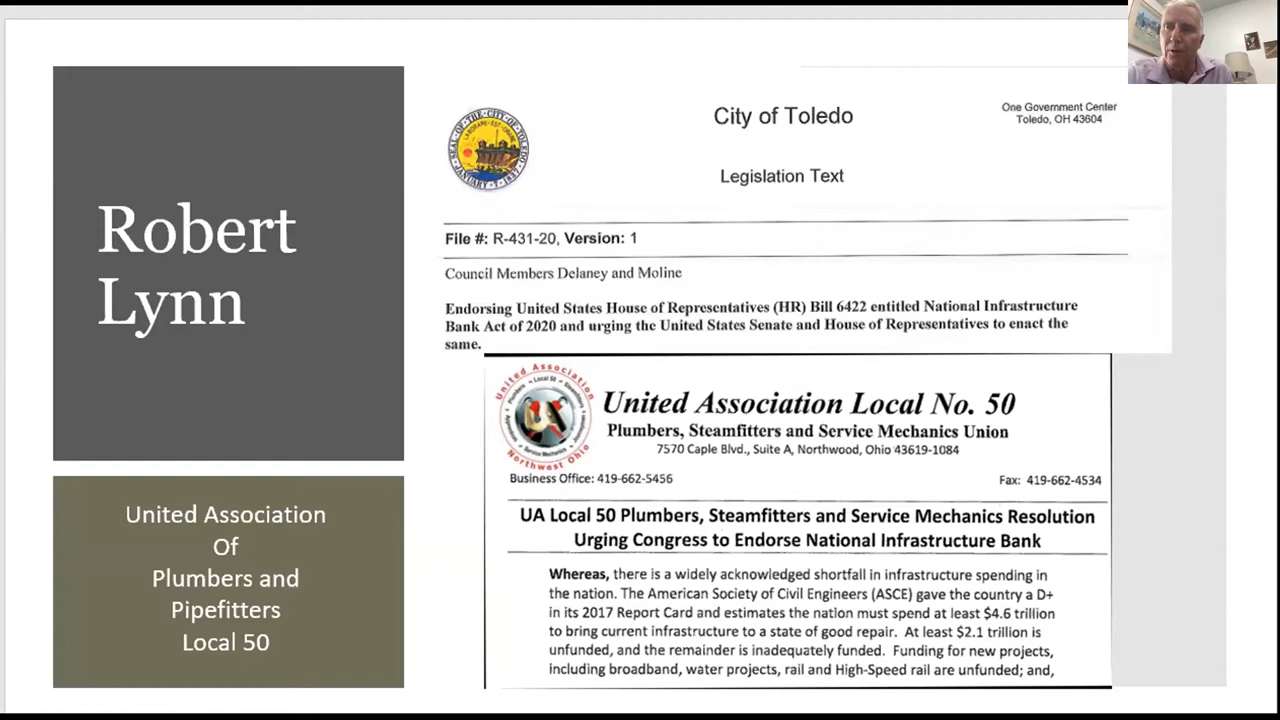 Robert
Lynn
United Association
Of
Plumbers and
Pipefitters
Local 50
City of Toledo
One Government Center
Toledo, OH 43604
Legislation Text
File #: R-431-20, Version: 1
Council Members Delaney and Moline
Endorsing United States House of Representatives (HR) Bill 6422 entitled National Infrastructure
Bank Act of 2020 and urging the United States Senate and House of Representatives to enact the
same.
United Association
Northwest Ohio
United Association Local No. 50
Plumbers, Steamfitters and Service Mechanics Union
7570 Caple Blvd., Suite A, Northwood, Ohio 43619-1084
Business Office: 419-662-5456
Fax: 419-662-4534
UA Local 50 Plumbers, Steamfitters and Service Mechanics Resolution
Urging Congress to Endorse National Infrastructure Bank
Whereas, there is a widely acknowledged shortfall in infrastructure spending in
the nation. The American Society of Civil Engineers (ASCE) gave the country a D+
in its 2017 Report Card and estimates the nation must spend at least $4.6 trillion
to bring current infrastructure to a state of good repair. At least $2.1 trillion is
unfunded, and the remainder is inadequately funded. Funding for new projects,
including broadband, water projects, rail and High-Speed rail are unfunded; and,